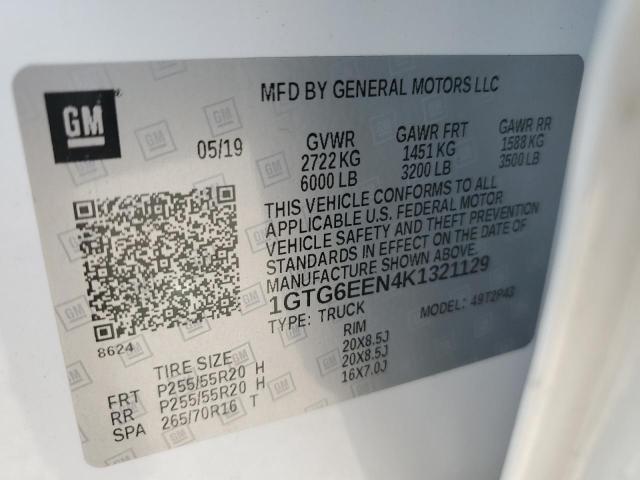 GM
MFD BY GENERAL MOTORS LLC
05/19
GVWR GAWR FRT GAWR RR
2722 KG 1451 KG 1588 KG
6000 LB 3200 LB 3500 LB
THIS VEHICLE CONFORMS TO ALL
APPLICABLE U.S. FEDERAL MOTOR
VEHICLE SAFETY AND THEFT PREVENTION
STANDARDS IN EFFECT ON THE DATE OF
MANUFACTURE SHOWN ABOVE.
1GTG6EEN4K1321129
TYPE: TRUCK MODEL: 49T2P43
8624
TIRE SIZE RIM
FRT P255/55R20 H 20X8.5J
RR P255/55R20 H 20X8.5J
SPA 265/70R16 T 16X7.0J